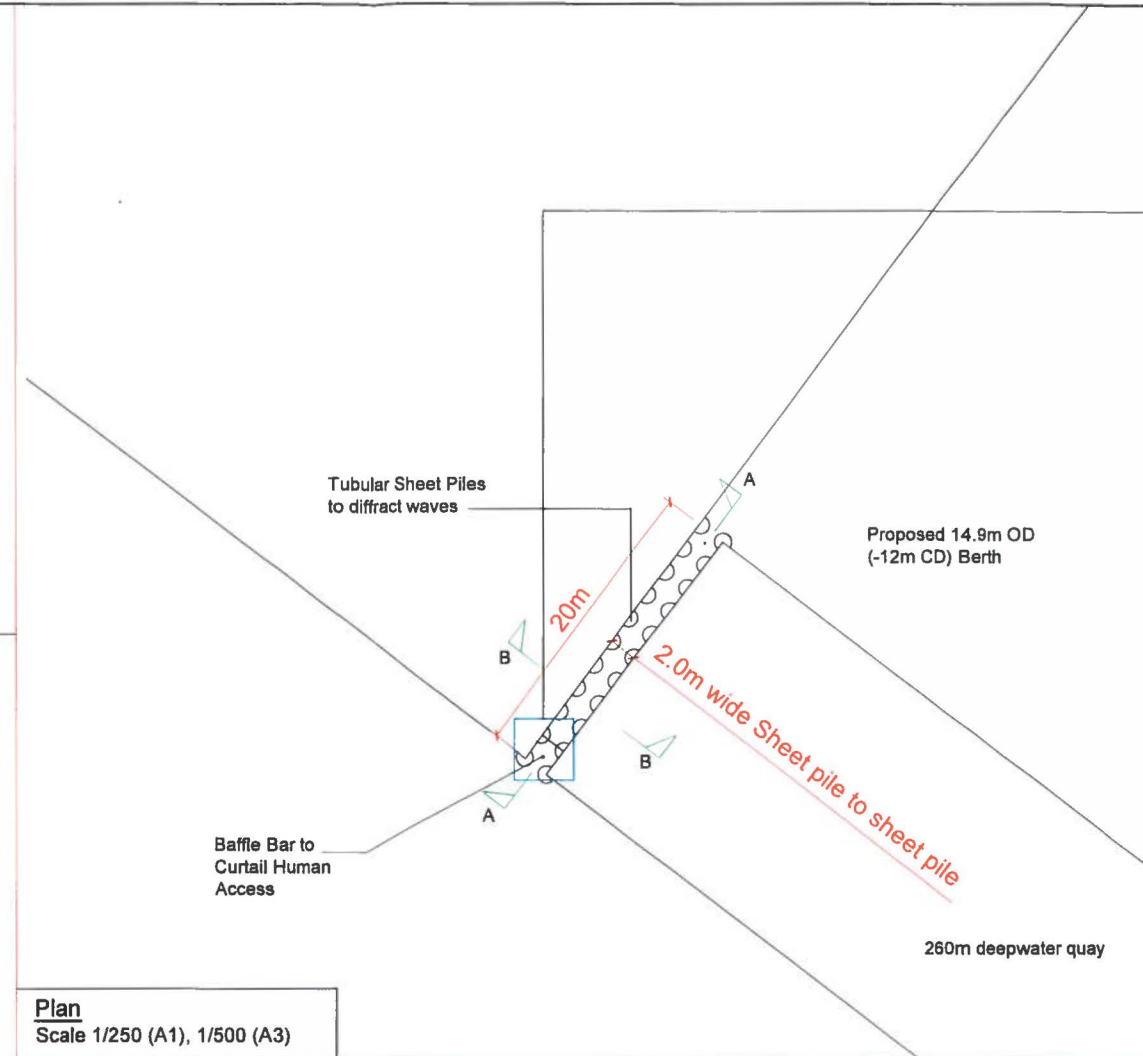 Tubular Sheet Piles
to diffract waves
A
Proposed 14.9m OD
(-12m CD) Berth
20m
B
2.0m wide Sheet pile to sheet pile
B
A
Baffle Bar to
Curtail Human
Access
260m deepwater quay
Plan
Scale 1/250 (A1), 1/500 (A3)